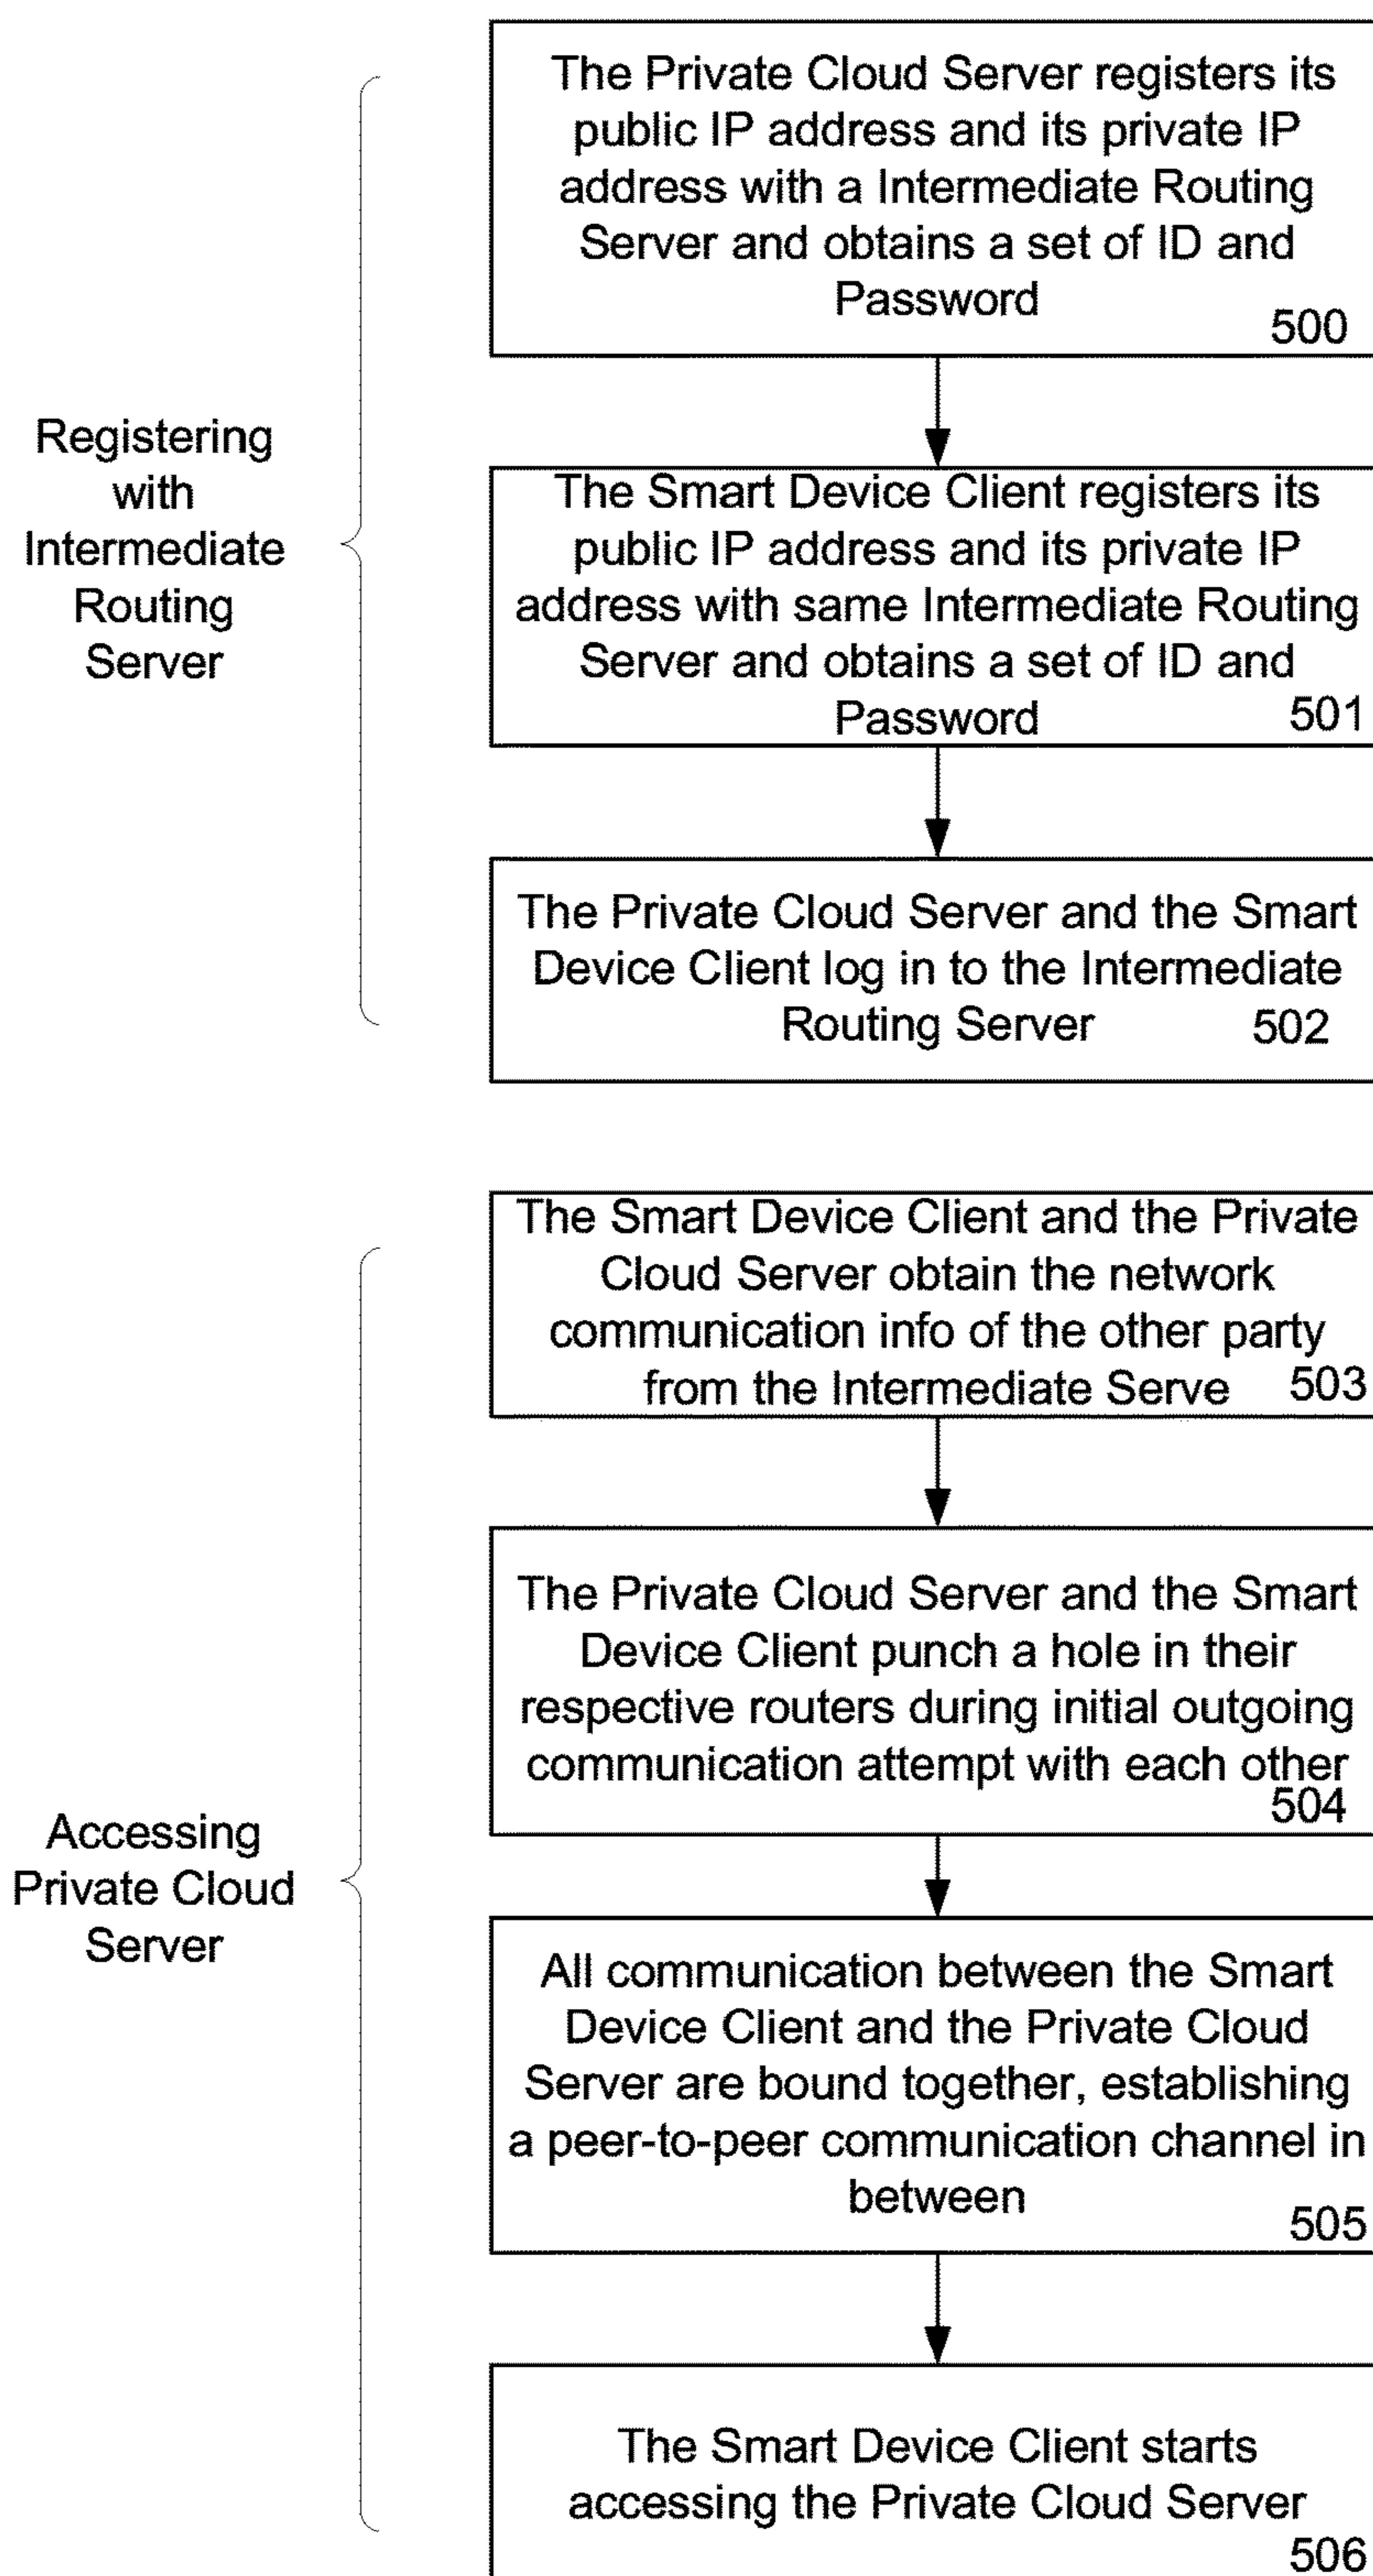 Registering
with
Intermediate
Routing
Server
The Private Cloud Server registers its
public IP address and its private IP
address with a Intermediate Routing
Server and obtains a set of ID and
Password
500
The Smart Device Client registers its
public IP address and its private IP
address with same Intermediate Routing
Server and obtains a set of ID and
Password
501
The Private Cloud Server and the Smart
Device Client log in to the Intermediate
Routing Server
502
Accessing
Private Cloud
Server
The Smart Device Client and the Private
Cloud Server obtain the network
communication info of the other party
from the Intermediate Serve
503
The Private Cloud Server and the Smart
Device Client punch a hole in their
respective routers during initial outgoing
communication attempt with each other
504
All communication between the Smart
Device Client and the Private Cloud
Server are bound together, establishing
a peer-to-peer communication channel in
between
505
The Smart Device Client starts
accessing the Private Cloud Server
506